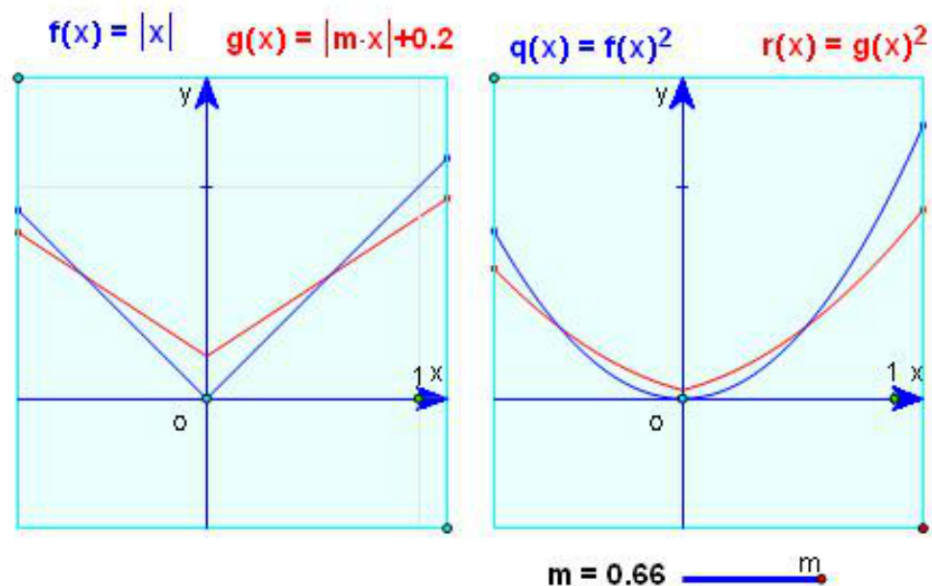 f(x) = |x|
g(x) = |m·x|+0.2
q(x) = f(x)²
r(x) = g(x)²
y
1 x
O
y
1 x
O
m = 0.66
m